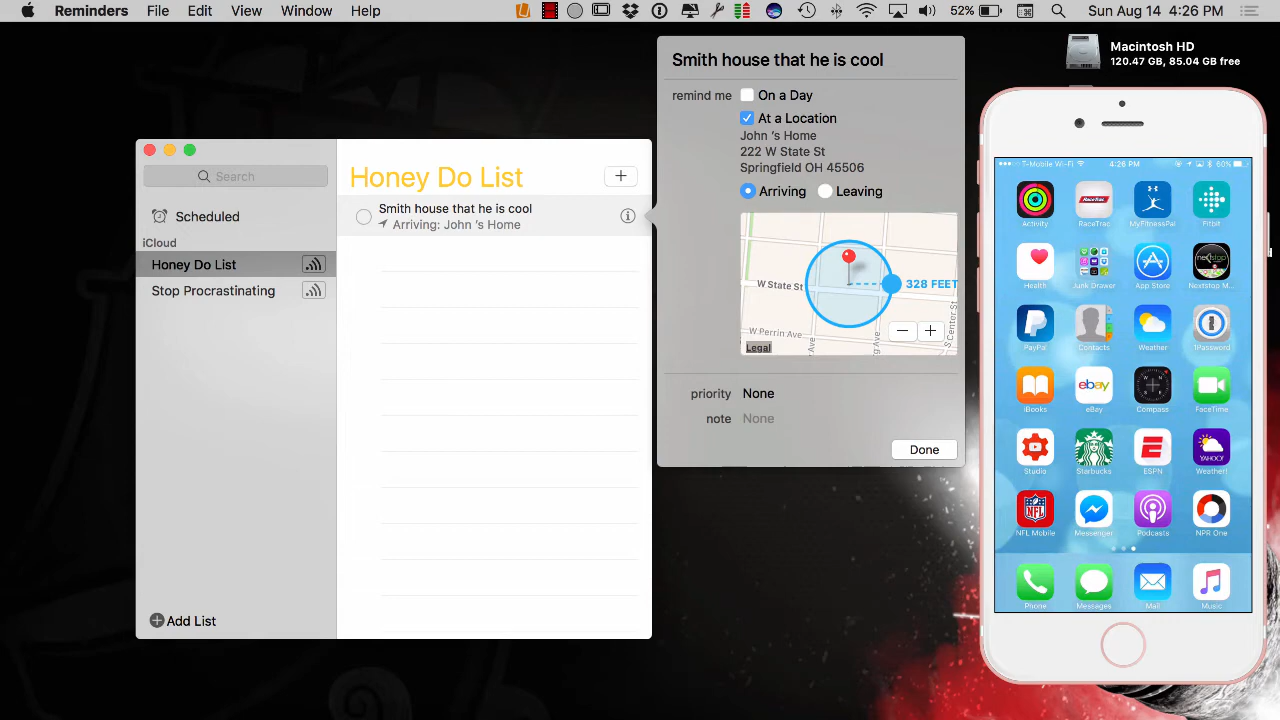 Reminders File Edit View Window Help 52% Sun Aug 14 4:26 PM
Macintosh HD
120.47 GB, 85.04 GB free
Search
Scheduled
iCloud
Honey Do List
Stop Procrastinating
Add List
Honey Do List
+
Smith house that he is cool
Arriving: John 's Home
Smith house that he is cool
remind me On a Day
At a Location
John 's Home
222 W State St
Springfield OH 45506
Arriving Leaving
W State St
328 FEET
W Perrin Ave
S Center St
Legal
priority None
note None
Done
T-Mobile Wi-Fi 4:26 PM 60%
Activity RaceTrac MyFitnessPal Fitbit
Health Junk Drawer App Store Nextstop M...
PayPal Contacts Weather 1Password
iBooks eBay Compass FaceTime
Studio Starbucks ESPN Weather!
NFL Mobile Messenger Podcasts NPR One
Phone Messages Mail Music